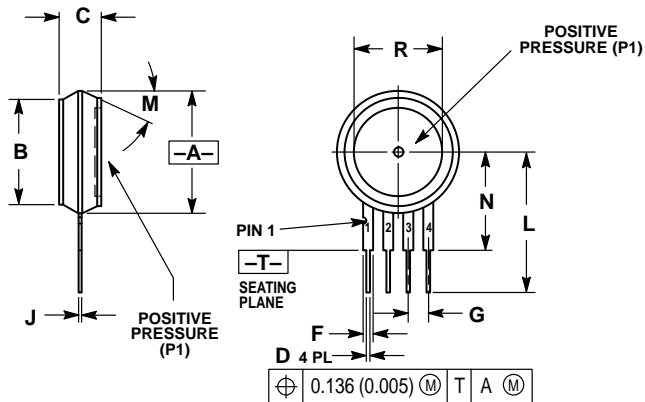 C
R
POSITIVE
PRESSURE (P1)
M
B
–A–
N
L
PIN 1
1 2 3 4
–T–
SEATING
PLANE
J
POSITIVE
PRESSURE
(P1)
F
G
D 4 PL
⌖ 0.136 (0.005) Ⓜ T A Ⓜ